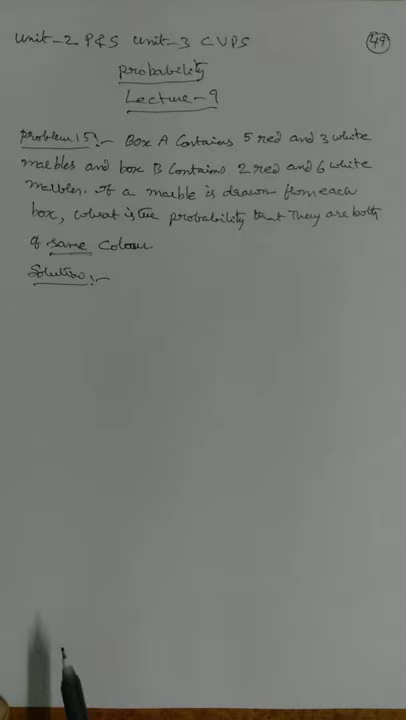 Unit-2 P&S Unit-3 CVPS
49
Probability
Lecture-9
Problem 15:- Box A Contains 5 red and 3 white
marbles and box B Contains 2 red and 6 white
Marbles. If a marble is drawn from each
box, what is the probability that They are both
of same Colour
Solution:-